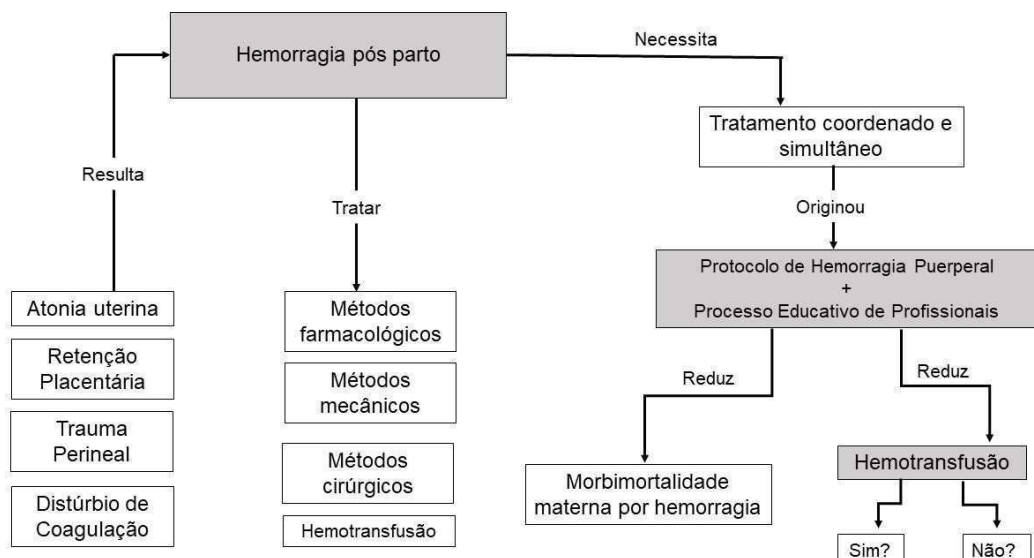 Hemorragia pós parto
Necessita
Tratamento coordenado e
simultâneo
Resulta
Tratar
Originou
Protocolo de Hemorragia Puerperal
+
Processo Educativo de Profissionais
Atonia uterina
Retenção
Placentária
Trauma
Perineal
Distúrbio de
Coagulação
Métodos
farmacológicos
Métodos
mecânicos
Métodos
cirúrgicos
Hemotransfusão
Reduz
Reduz
Morbimortalidade
materna por hemorragia
Hemotransfusão
Sim?
Não?